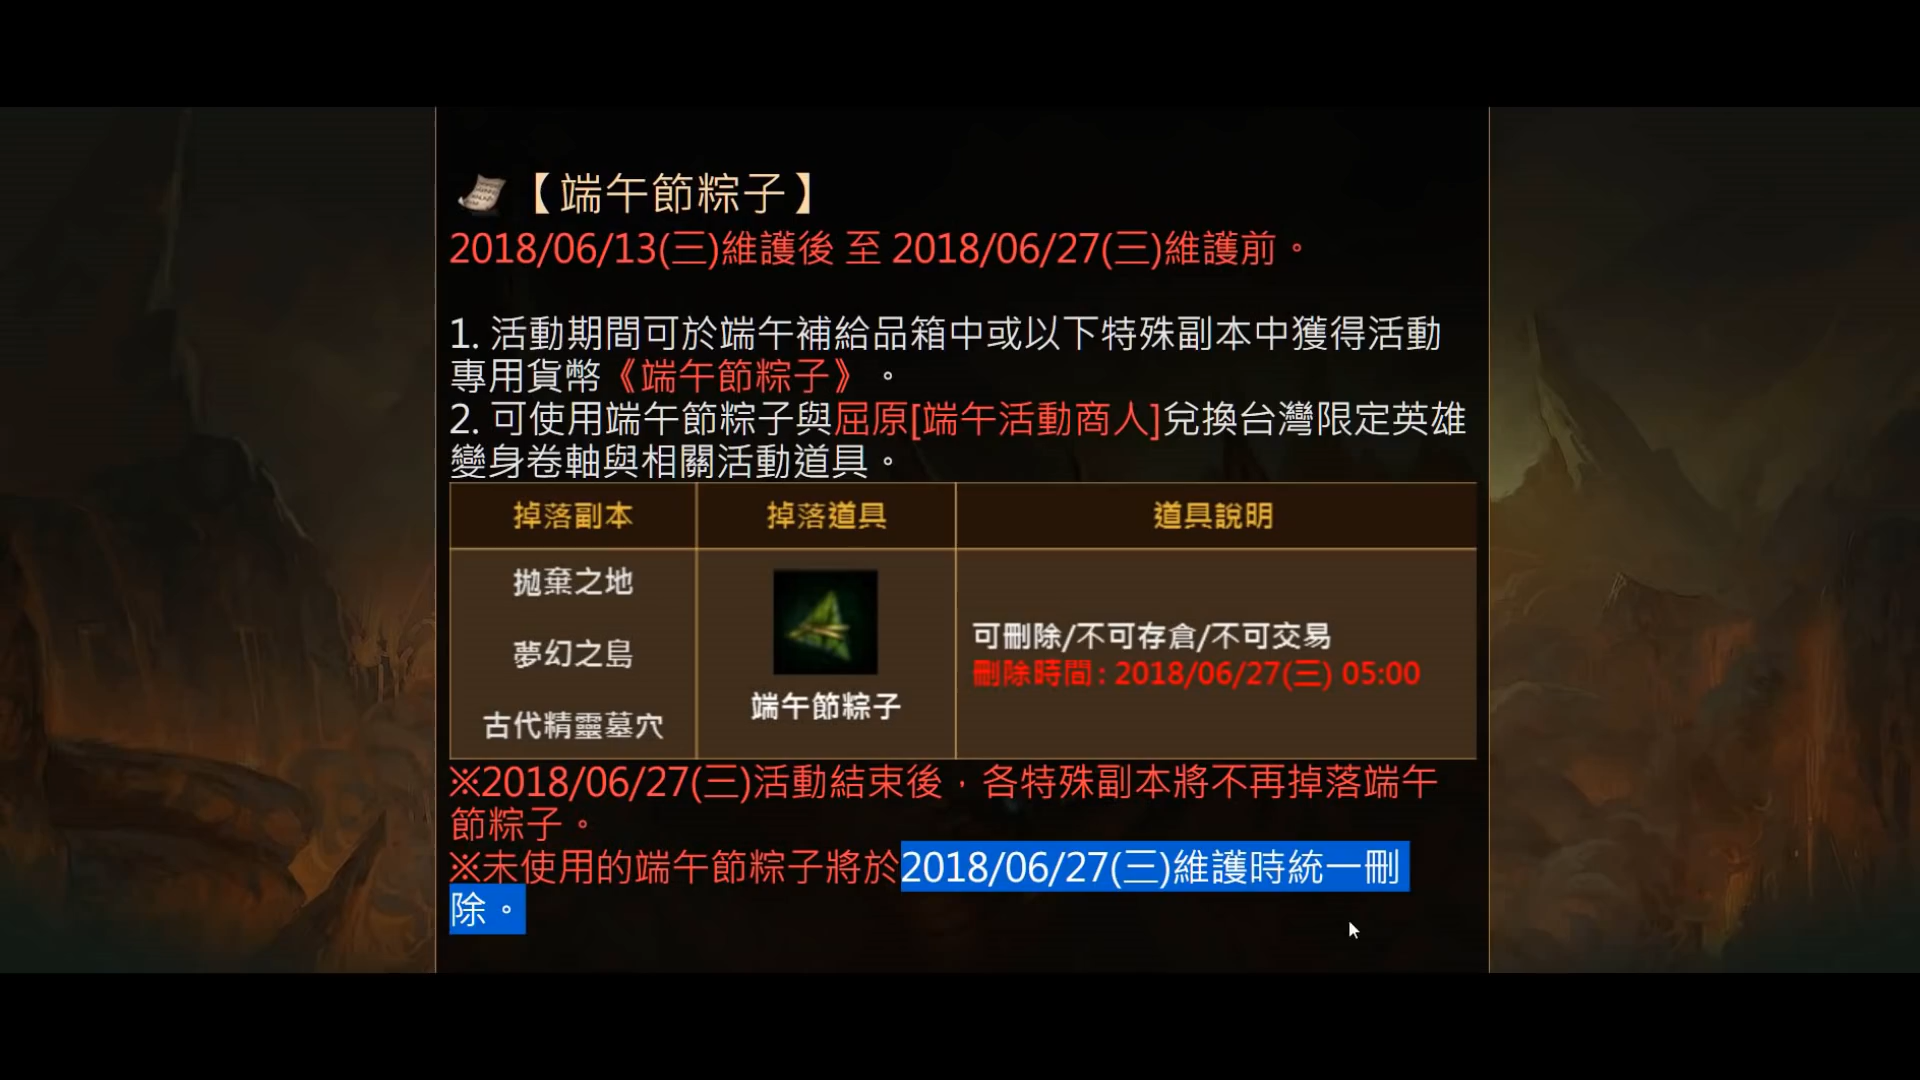 【端午節粽子】
2018/06/13(三)維護後 至 2018/06/27(三)維護前。
1. 活動期間可於端午補給品箱中或以下特殊副本中獲得活動
專用貨幣《端午節粽子》 。
2. 可使用端午節粽子與屈原[端午活動商人]兌換台灣限定英雄
變身卷軸與相關活動道具。
掉落副本 掉落道具 道具說明
拋棄之地
夢幻之島
古代精靈墓穴
端午節粽子
可刪除/不可存倉/不可交易
刪除時間：2018/06/27(三) 05:00
※2018/06/27(三)活動結束後，各特殊副本將不再掉落端午
節粽子。
※未使用的端午節粽子將於2018/06/27(三)維護時統一刪
除。